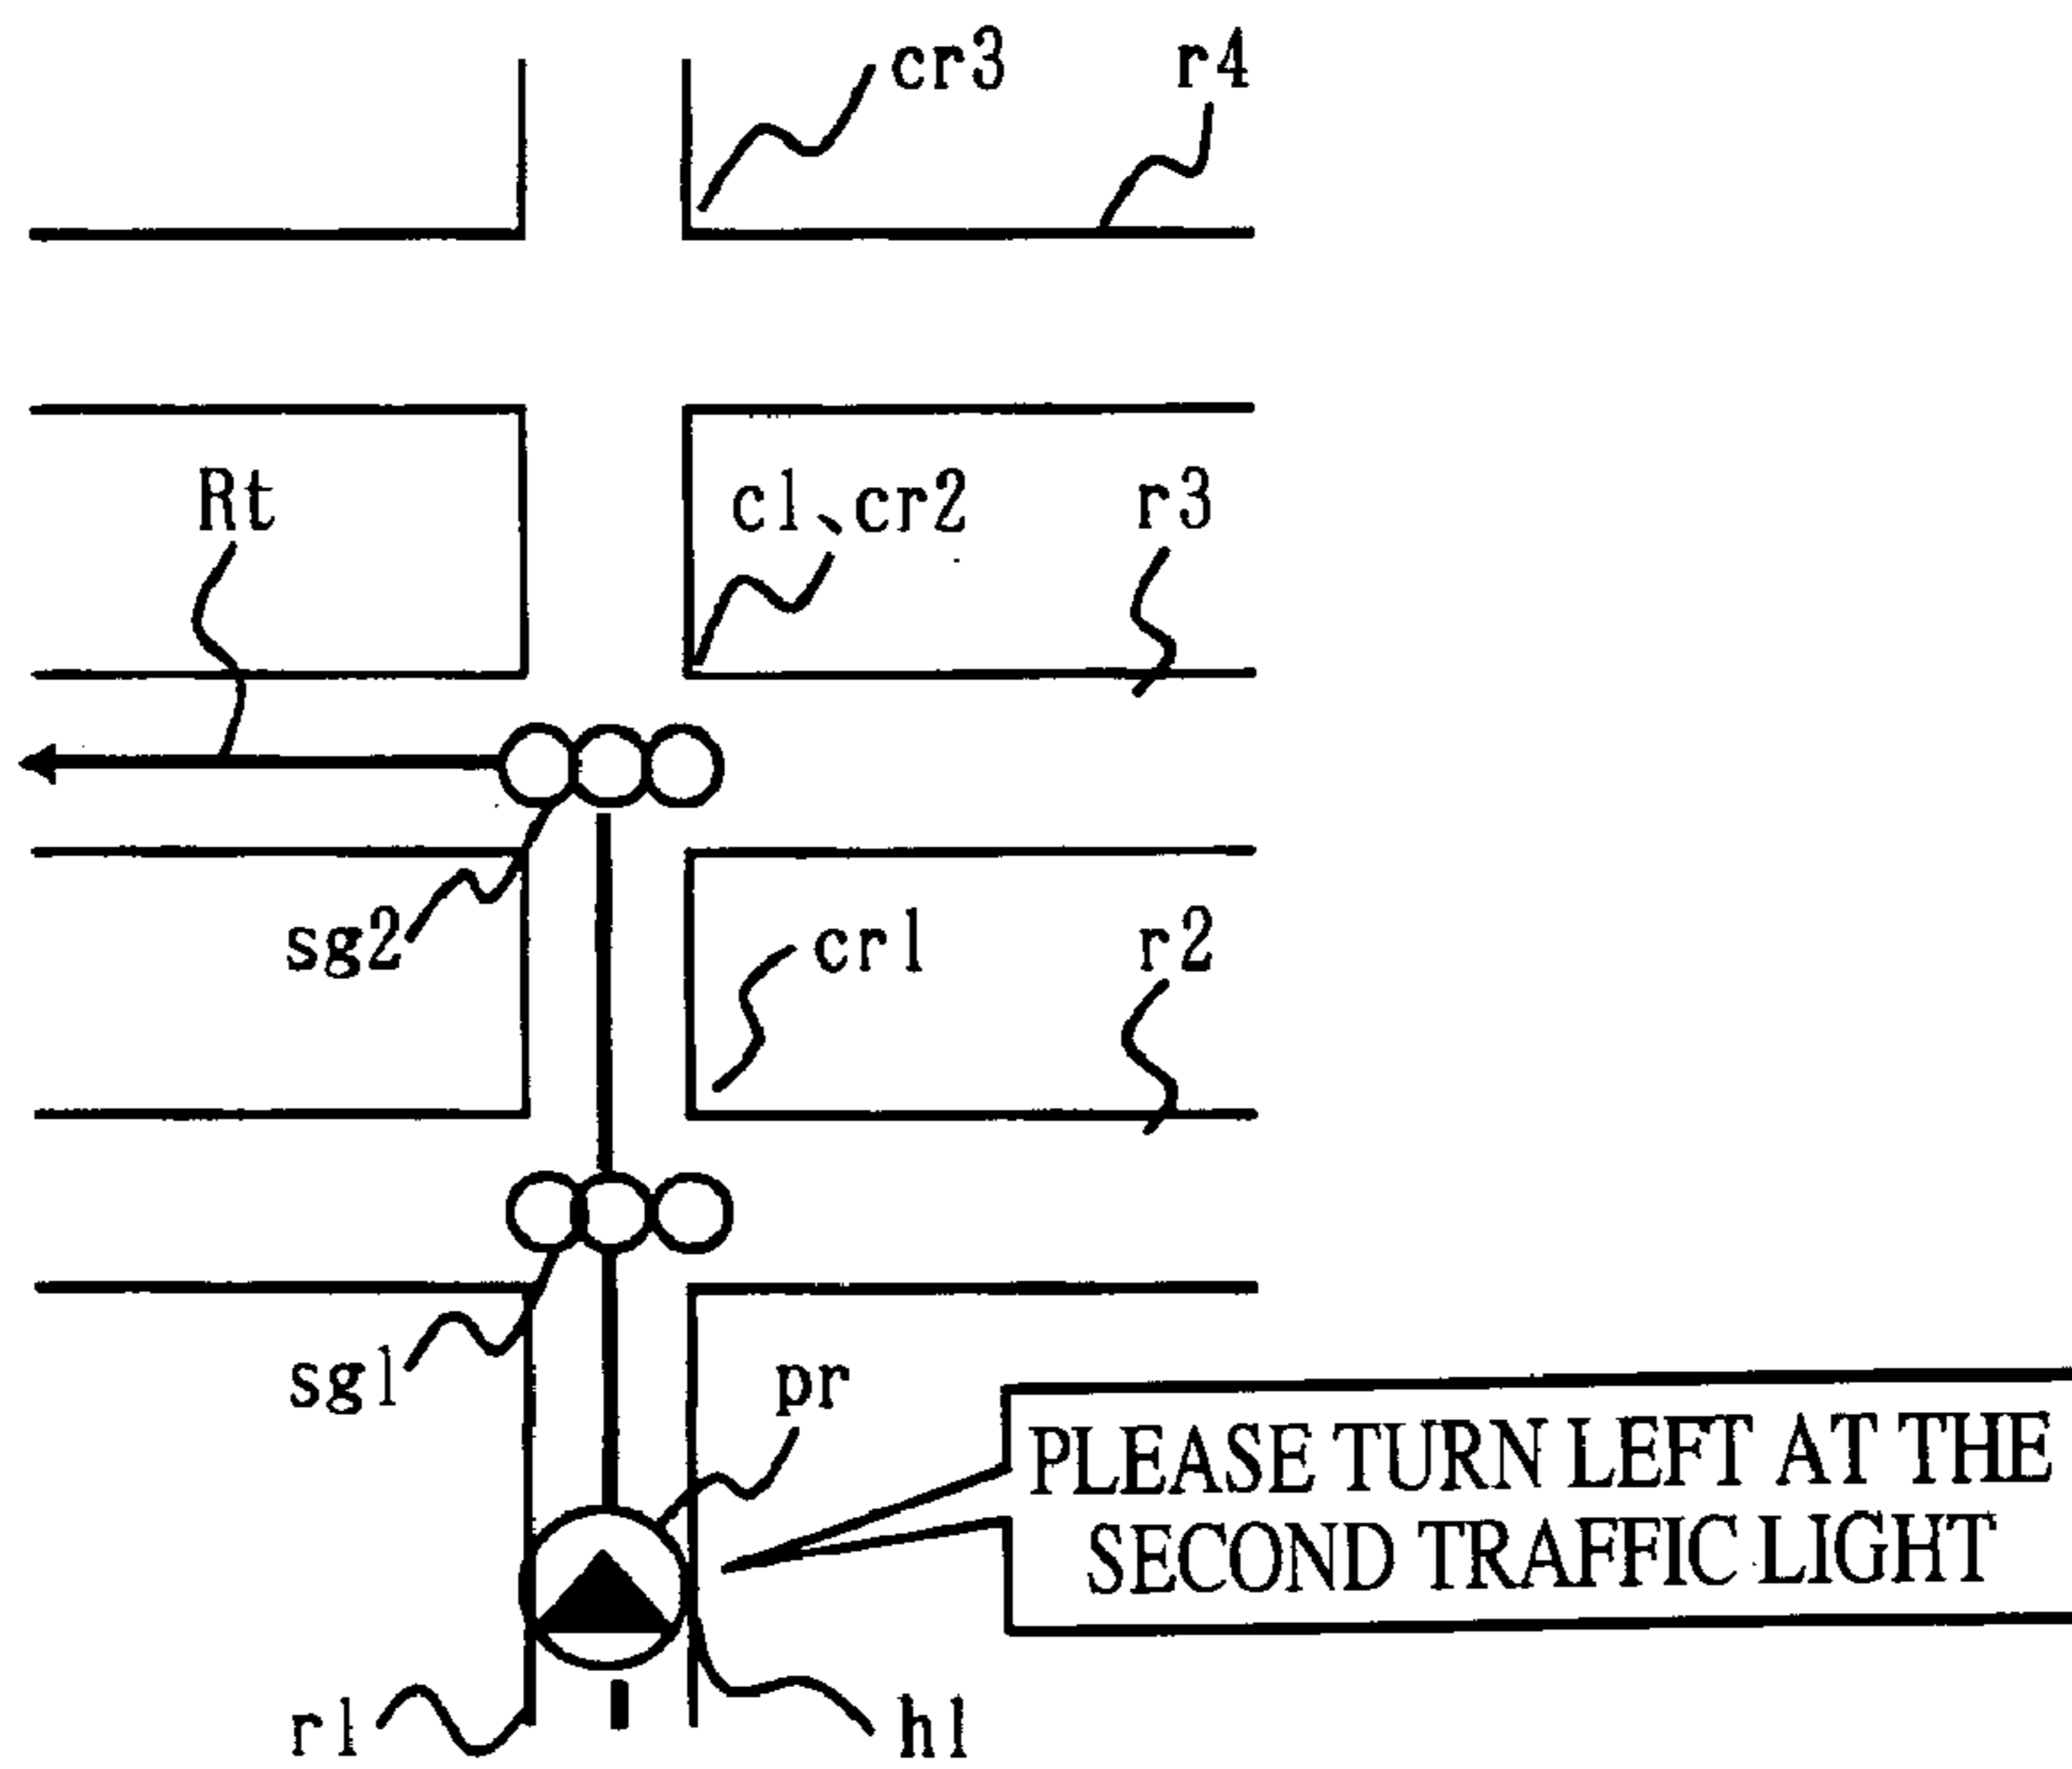 cr3 r4
Rt c1、cr2 r3
sg2 cr1 r2
sg1 pr
PLEASE TURN LEFT AT THE
SECOND TRAFFIC LIGHT
r1 h1